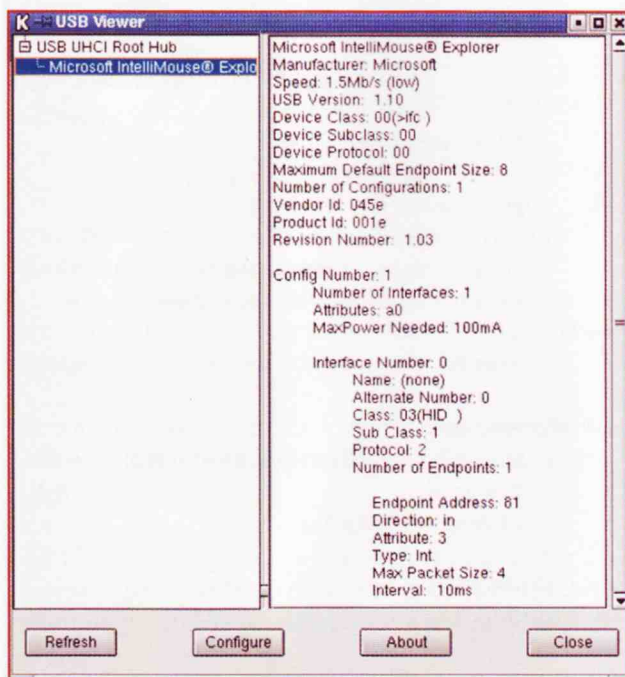 USB Viewer
USB UHCI Root Hub
Microsoft IntelliMouse® Explo
Microsoft IntelliMouse® Explorer
Manufacturer: Microsoft
Speed: 1.5Mb/s (low)
USB Version: 1.10
Device Class: 00(>ifc )
Device Subclass: 00
Device Protocol: 00
Maximum Default Endpoint Size: 8
Number of Configurations: 1
Vendor Id: 045e
Product Id: 001e
Revision Number: 1.03
Config Number: 1
Number of Interfaces: 1
Attributes: a0
MaxPower Needed: 100mA
Interface Number: 0
Name: (none)
Alternate Number: 0
Class: 03(HID )
Sub Class: 1
Protocol: 2
Number of Endpoints: 1
Endpoint Address: 81
Direction: in
Attribute: 3
Type: Int.
Max Packet Size: 4
Interval: 10ms
Refresh
Configure
About
Close